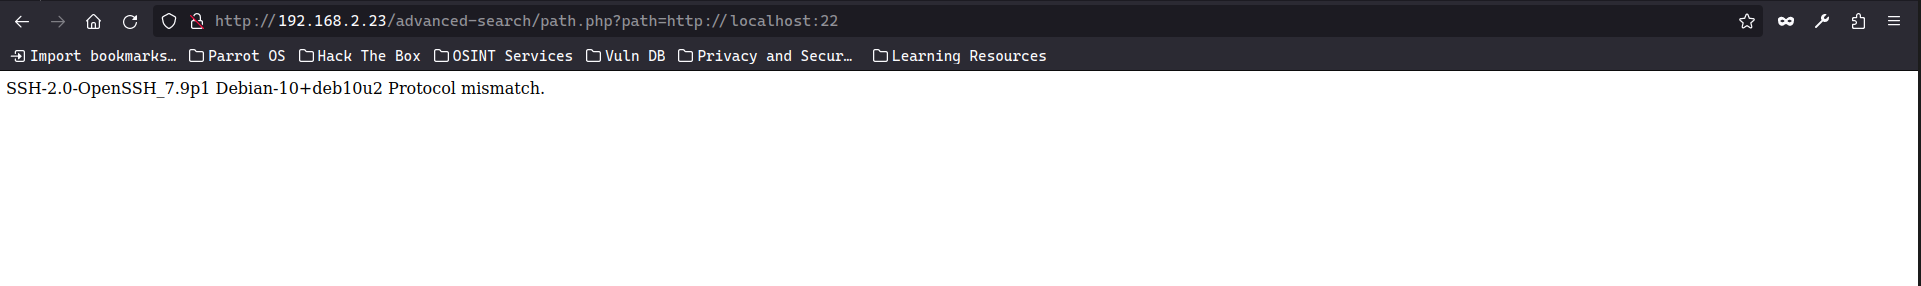 http://192.168.2.23/advanced-search/path.php?path=http://localhost:22
Import bookmarks… Parrot OS Hack The Box OSINT Services Vuln DB Privacy and Secur… Learning Resources
SSH-2.0-OpenSSH_7.9p1 Debian-10+deb10u2 Protocol mismatch.